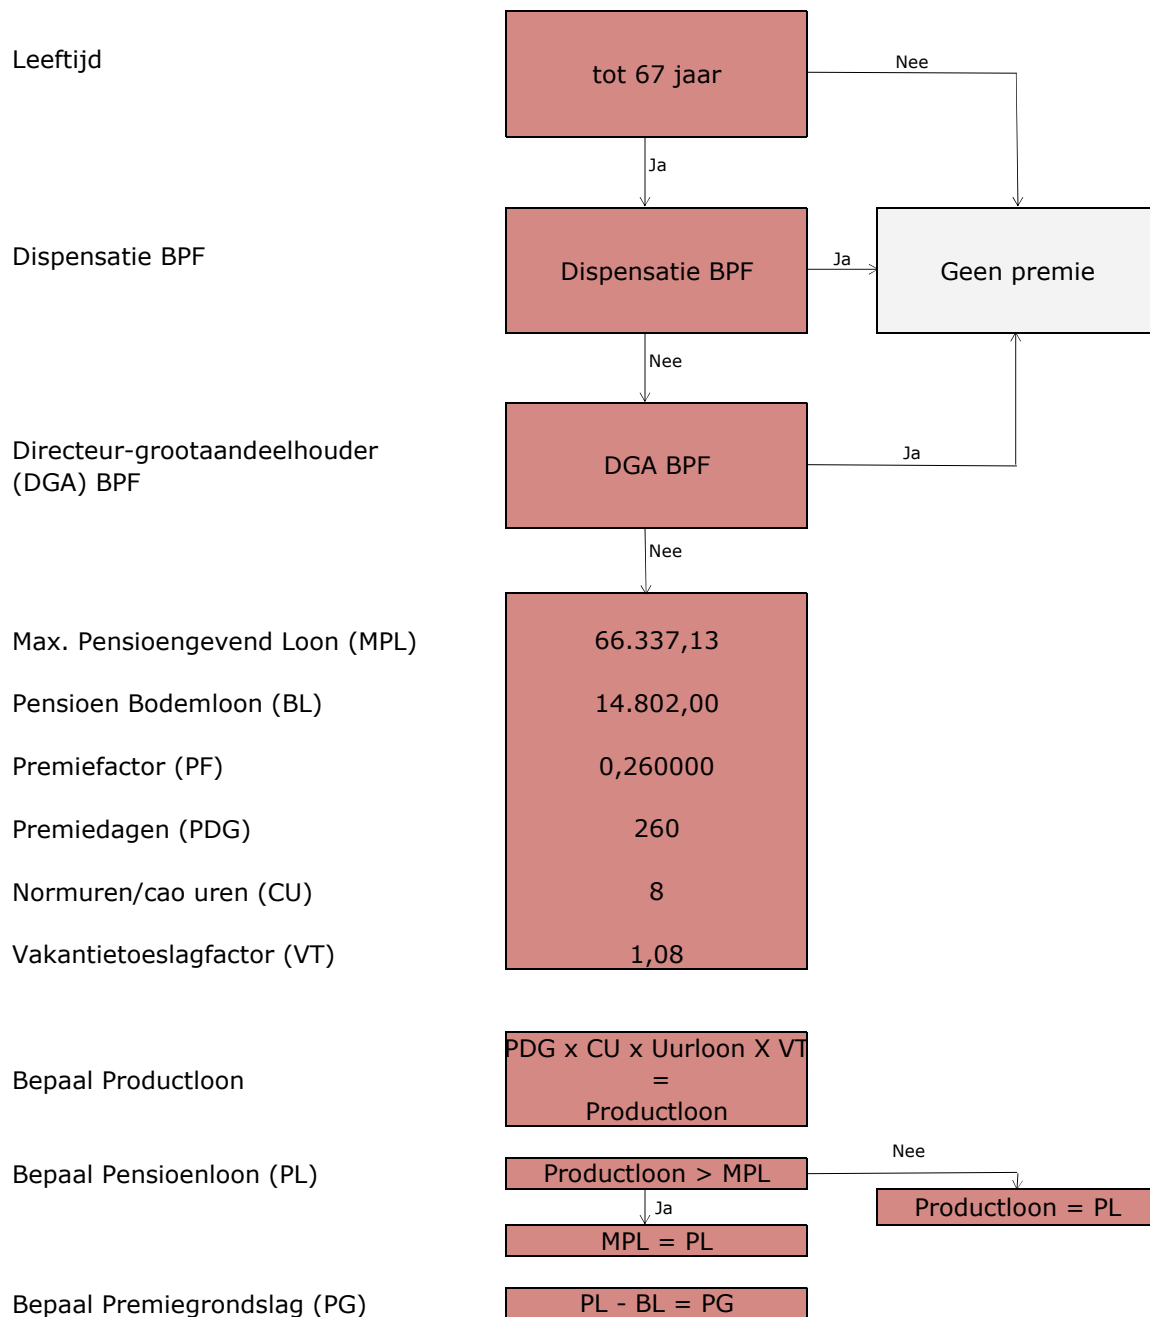 Leeftijd
tot 67 jaar
Nee
Ja
Dispensatie BPF
Dispensatie BPF
Ja
Geen premie
Nee
Directeur-grootaandeelhouder
(DGA) BPF
DGA BPF
Ja
Nee
Max. Pensioengevend Loon (MPL)
66.337,13
Pensioen Bodemloon (BL)
14.802,00
Premiefactor (PF)
0,260000
Premiedagen (PDG)
260
Normuren/cao uren (CU)
8
Vakantietoeslagfactor (VT)
1,08
Bepaal Productloon
PDG x CU x Uurloon X VT
=
Productloon
Bepaal Pensioenloon (PL)
Productloon > MPL
Nee
Productloon = PL
Ja
MPL = PL
Bepaal Premiegrondslag (PG)
PL - BL = PG